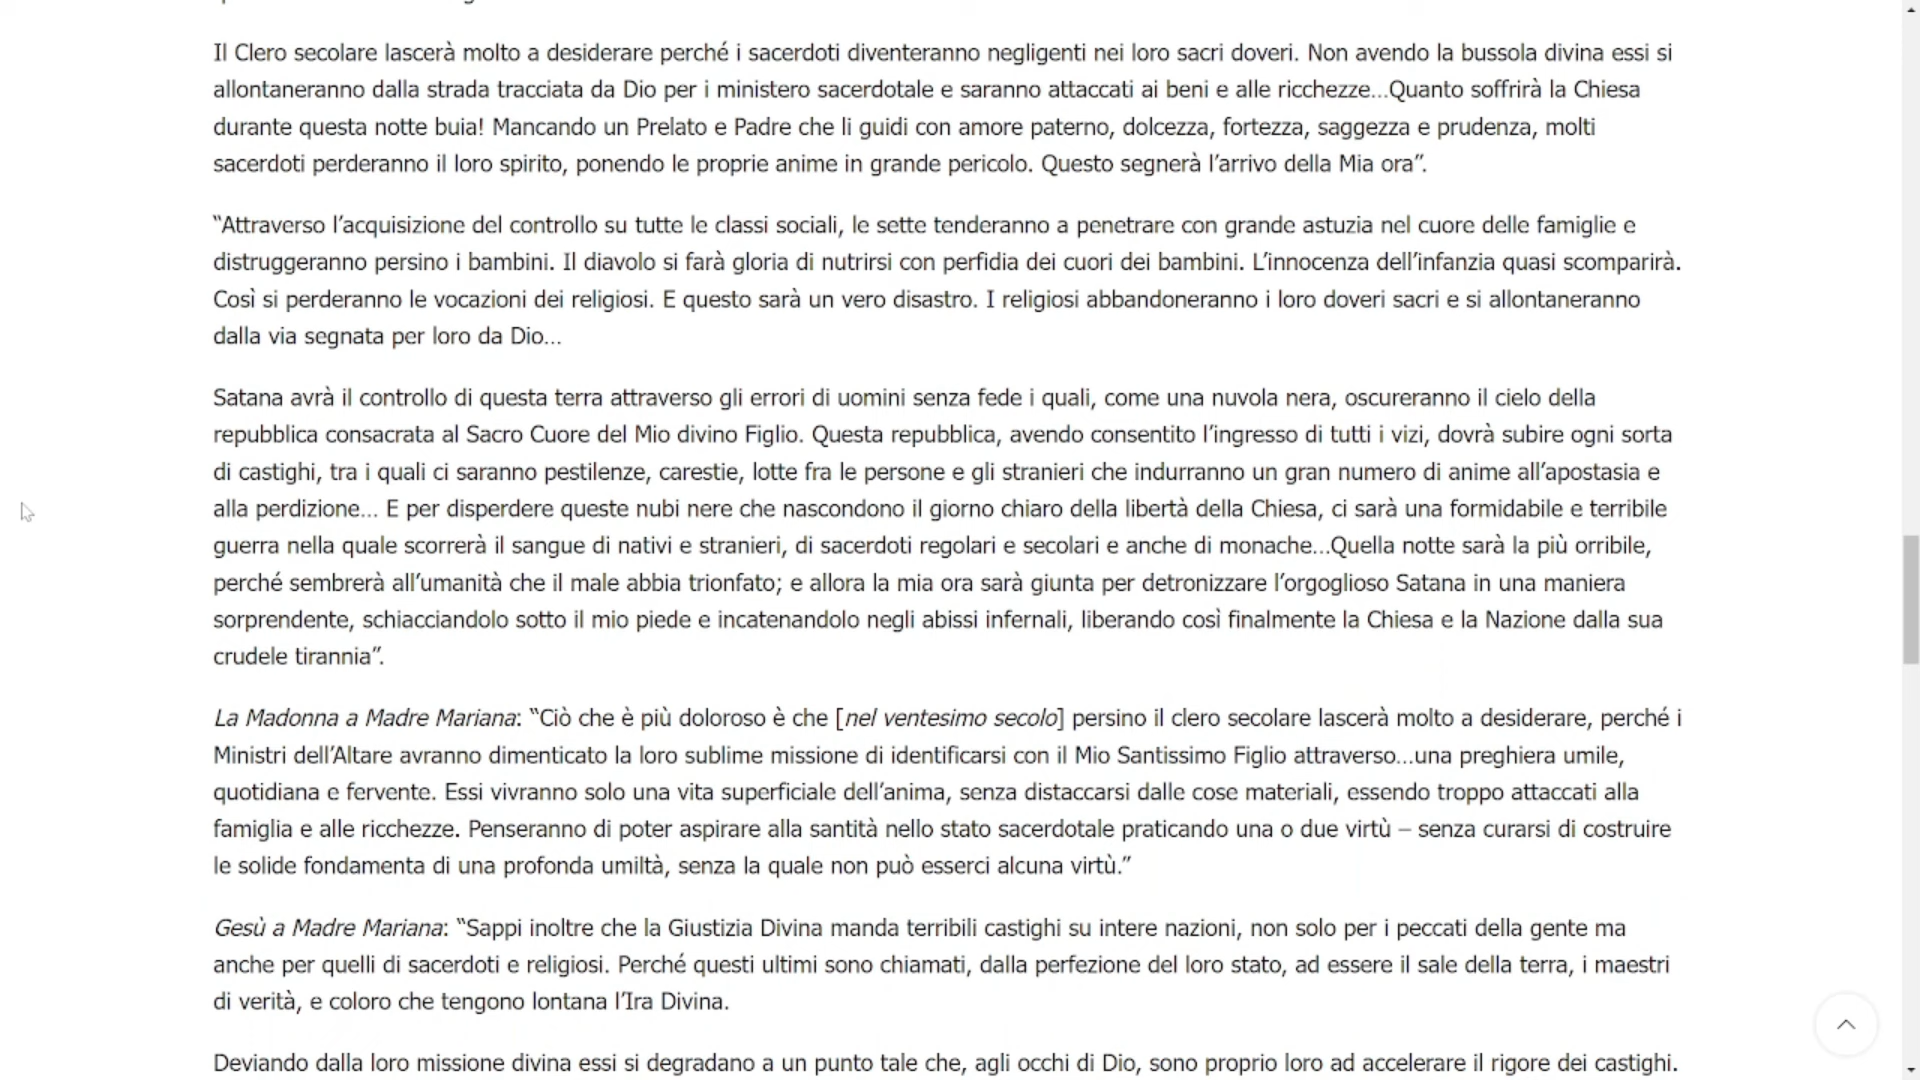 Il Clero secolare lascerà molto a desiderare perché i sacerdoti diventeranno negligenti nei loro sacri doveri. Non avendo la bussola divina essi si
allontaneranno dalla strada tracciata da Dio per i ministero sacerdotale e saranno attaccati ai beni e alle ricchezze...Quanto soffrirà la Chiesa
durante questa notte buia! Mancando un Prelato e Padre che li guidi con amore paterno, dolcezza, fortezza, saggezza e prudenza, molti
sacerdoti perderanno il loro spirito, ponendo le proprie anime in grande pericolo. Questo segnerà l’arrivo della Mia ora”.
“Attraverso l’acquisizione del controllo su tutte le classi sociali, le sette tenderanno a penetrare con grande astuzia nel cuore delle famiglie e
distruggeranno persino i bambini. Il diavolo si farà gloria di nutrirsi con perfidia dei cuori dei bambini. L’innocenza dell’infanzia quasi scomparirà.
Così si perderanno le vocazioni dei religiosi. E questo sarà un vero disastro. I religiosi abbandoneranno i loro doveri sacri e si allontaneranno
dalla via segnata per loro da Dio...
Satana avrà il controllo di questa terra attraverso gli errori di uomini senza fede i quali, come una nuvola nera, oscureranno il cielo della
repubblica consacrata al Sacro Cuore del Mio divino Figlio. Questa repubblica, avendo consentito l’ingresso di tutti i vizi, dovrà subire ogni sorta
di castighi, tra i quali ci saranno pestilenze, carestie, lotte fra le persone e gli stranieri che indurranno un gran numero di anime all’apostasia e
alla perdizione... E per disperdere queste nubi nere che nascondono il giorno chiaro della libertà della Chiesa, ci sarà una formidabile e terribile
guerra nella quale scorrerà il sangue di nativi e stranieri, di sacerdoti regolari e secolari e anche di monache...Quella notte sarà la più orribile,
perché sembrerà all’umanità che il male abbia trionfato; e allora la mia ora sarà giunta per detronizzare l’orgoglioso Satana in una maniera
sorprendente, schiacciandolo sotto il mio piede e incatenandolo negli abissi infernali, liberando così finalmente la Chiesa e la Nazione dalla sua
crudele tirannia”.
La Madonna a Madre Mariana: “Ciò che è più doloroso è che [nel ventesimo secolo] persino il clero secolare lascerà molto a desiderare, perché i
Ministri dell’Altare avranno dimenticato la loro sublime missione di identificarsi con il Mio Santissimo Figlio attraverso...una preghiera umile,
quotidiana e fervente. Essi vivranno solo una vita superficiale dell’anima, senza distaccarsi dalle cose materiali, essendo troppo attaccati alla
famiglia e alle ricchezze. Penseranno di poter aspirare alla santità nello stato sacerdotale praticando una o due virtù – senza curarsi di costruire
le solide fondamenta di una profonda umiltà, senza la quale non può esserci alcuna virtù.”
Gesù a Madre Mariana: “Sappi inoltre che la Giustizia Divina manda terribili castighi su intere nazioni, non solo per i peccati della gente ma
anche per quelli di sacerdoti e religiosi. Perché questi ultimi sono chiamati, dalla perfezione del loro stato, ad essere il sale della terra, i maestri
di verità, e coloro che tengono lontana l’Ira Divina.
Deviando dalla loro missione divina essi si degradano a un punto tale che, agli occhi di Dio, sono proprio loro ad accelerare il rigore dei castighi.